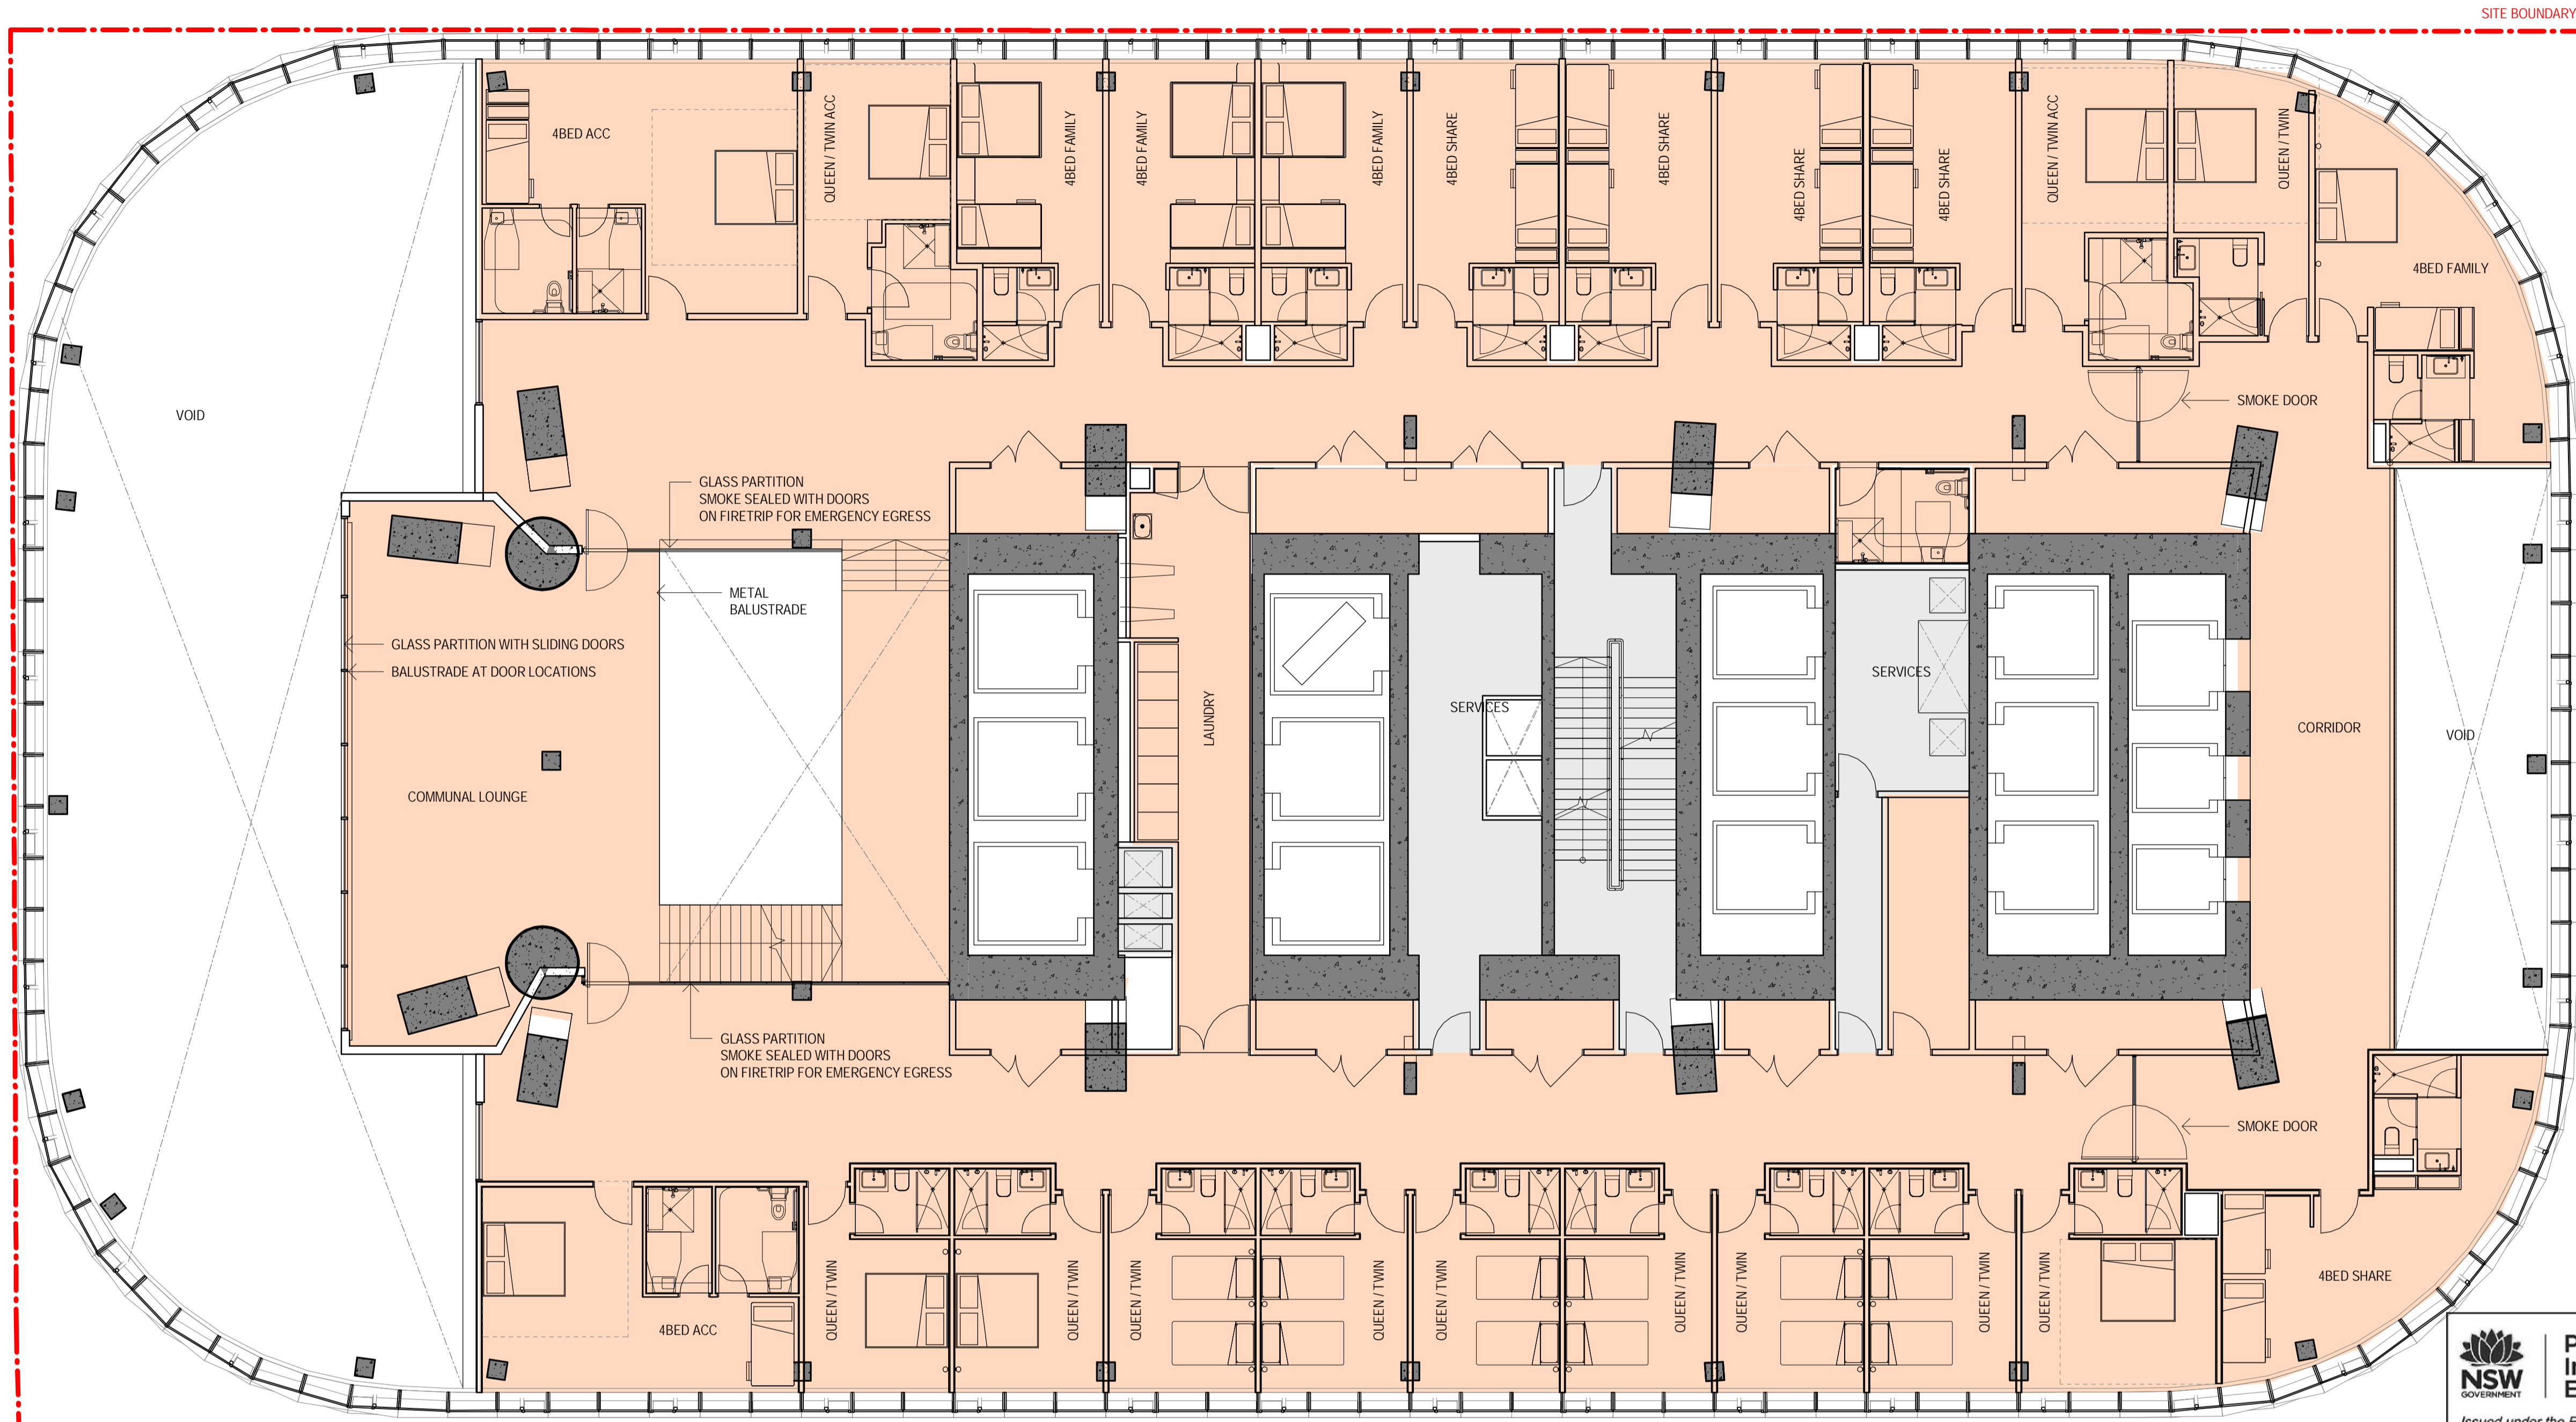 SITE BOUNDARY
4BED ACC
QUEEN / TWIN ACC
4BED FAMILY
4BED FAMILY
4BED FAMILY
4BED SHARE
4BED SHARE
4BED SHARE
4BED SHARE
QUEEN / TWIN ACC
QUEEN / TWIN
4BED FAMILY
VOID
SMOKE DOOR
GLASS PARTITION
SMOKE SEALED WITH DOORS
ON FIRETRIP FOR EMERGENCY EGRESS
METAL
BALUSTRADE
GLASS PARTITION WITH SLIDING DOORS
BALUSTRADE AT DOOR LOCATIONS
COMMUNAL LOUNGE
LAUNDRY
SERVICES
SERVICES
CORRIDOR
VOID
GLASS PARTITION
SMOKE SEALED WITH DOORS
ON FIRETRIP FOR EMERGENCY EGRESS
SMOKE DOOR
4BED ACC
QUEEN / TWIN
QUEEN / TWIN
QUEEN / TWIN
QUEEN / TWIN
QUEEN / TWIN
QUEEN / TWIN
QUEEN / TWIN
QUEEN / TWIN
QUEEN / TWIN
4BED SHARE
NSW
GOVERNMENT
Issued under the